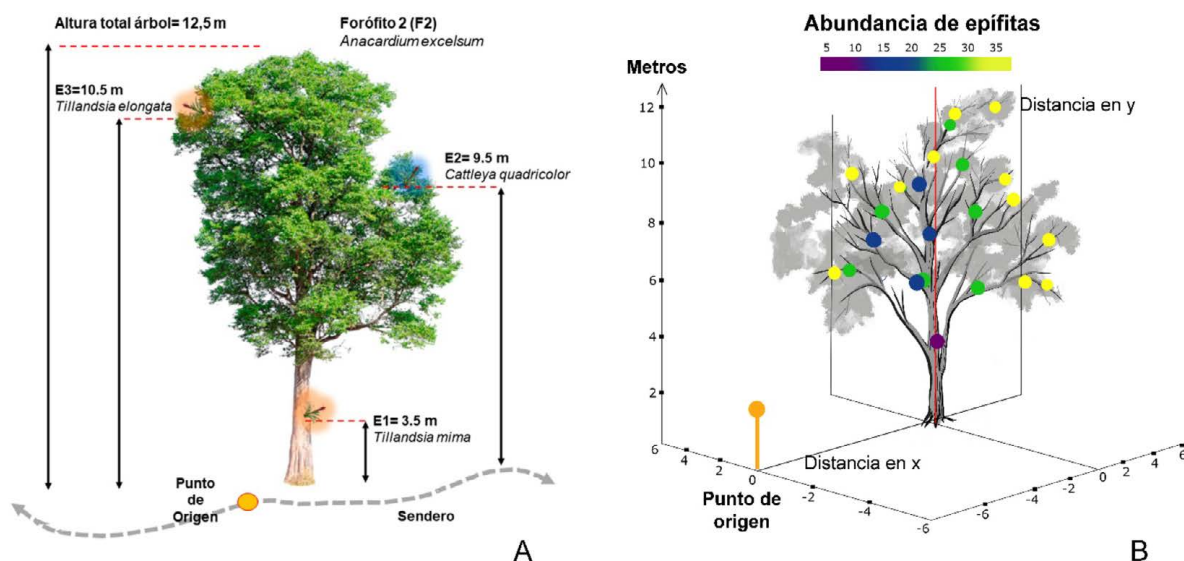 Altura total árbol= 12,5 m
Forófito 2 (F2)
Anacardium excelsum
E3=10.5 m
Tillandsia elongata
E2= 9.5 m
Cattleya quadricolor
E1= 3.5 m
Tillandsia mima
Punto
de
Origen
Sendero
A
Abundancia de epífitas
5 10 15 20 25 30 35
Metros
Distancia en y
12
10
8
6
4
2
6 4 2 0 -2 -4 -6
Distancia en x
Punto de
origen
-6 -4 -2 0 2 4 6
B